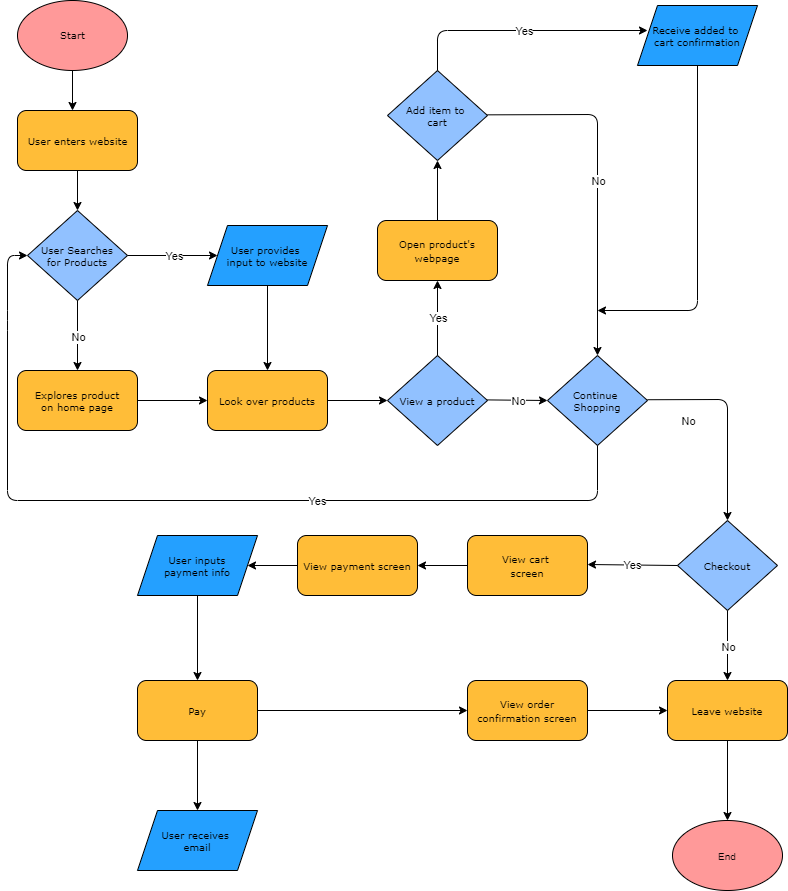 Start
Yes
Receive added to
cart confirmation
Add item to
cart
User enters website
No
User Searches
for Products
Yes
User provides
input to website
Open product's
webpage
Yes
No
Explores product
on home page
Look over products
View a product
No
Continue
Shopping
No
Yes
User inputs
payment info
View payment screen
View cart
screen
Yes
Checkout
No
Pay
View order
confirmation screen
Leave website
User receives
email
End